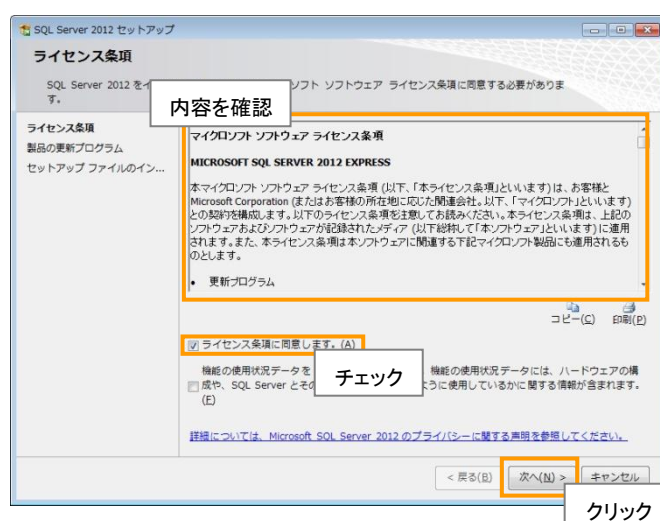 SQL Server 2012 セットアップ
ライセンス条項
SQL Server 2012 をイ
ソフト ソフトウェア ライセンス条項に同意する必要がありま
す。
内容を確認
ライセンス条項
製品の更新プログラム
セットアップ ファイルのイン...
マイクロソフト ソフトウェア ライセンス条項
MICROSOFT SQL SERVER 2012 EXPRESS
本マイクロソフト ソフトウェア ライセンス条項 (以下、「本ライセンス条項」といいます) は、お客様と
Microsoft Corporation (またはお客様の所在地に応じた関連会社。以下、「マイクロソフト」といいます)
との契約を構成します。以下のライセンス条項を注意してお読みください。本ライセンス条項は、上記の
ソフトウェアおよびソフトウェアが記録されたメディア (以下総称して「本ソフトウェア」といいます) に適用
されます。また、本ライセンス条項は本ソフトウェアに関連する下記マイクロソフト製品にも適用されるも
のとします。
• 更新プログラム
コピー(C) 印刷(P)
ライセンス条項に同意します。(A)
チェック
機能の使用状況データを
機能の使用状況データには、ハードウェアの構
成や、SQL Server とその
ように使用しているかに関する情報が含まれます。
(F)
詳細については、Microsoft SQL Server 2012 のプライバシーに関する声明を参照してください。
< 戻る(B) 次へ(N) > キャンセル
クリック